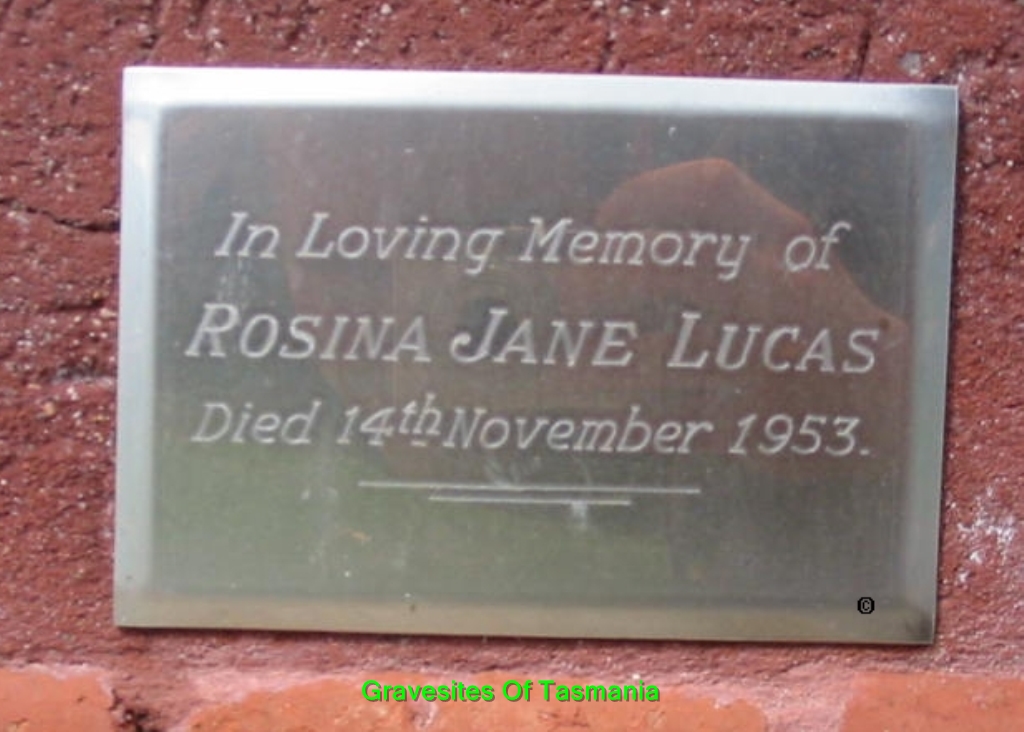 In Loving Memory of
ROSINA JANE LUCAS
Died 14th November 1953.
©
Gravesites Of Tasmania